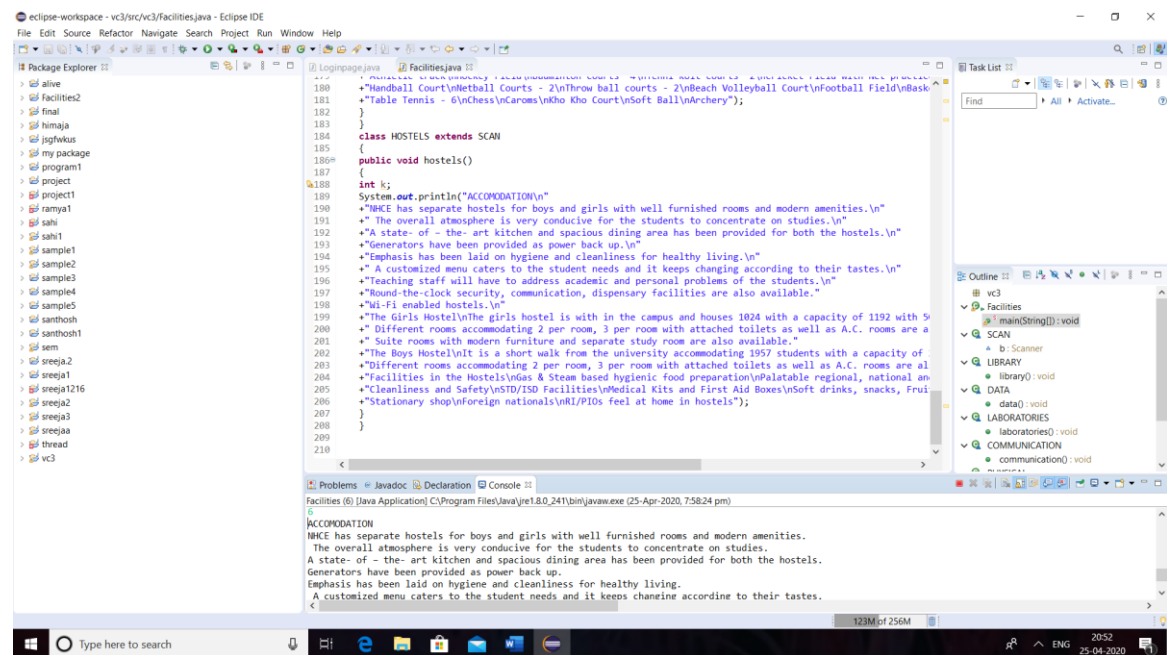 eclipse-workspace - vc3/src/vc3/Facilities.java - Eclipse IDE
File Edit Source Refactor Navigate Search Project Run Window Help
Package Explorer
alive
Facilities2
final
himaja
jsgfwkus
my package
program1
project
project1
ramya1
sahi
sahi1
sample1
sample2
sample3
sample4
sample5
santhosh
santhosh1
sem
sreeja.2
sreeja1
sreeja1216
sreeja2
sreeja3
sreejaa
thread
vc3
Loginpage.java Facilities.java
180 +"Handball Court\nNetball Courts - 2\nThrow ball courts - 2\nBeach Volleyball Court\nFootball Field\nBask
181 +"Table Tennis - 6\nChess\nCaroms\nKho Kho Court\nSoft Ball\nArchery");
182 }
183 }
184 class HOSTELS extends SCAN
185 {
186 public void hostels()
187 {
188 int k;
189 System.out.println("ACCOMODATION\n"
190 +"NHCE has separate hostels for boys and girls with well furnished rooms and modern amenities.\n"
191 +" The overall atmosphere is very conducive for the students to concentrate on studies.\n"
192 +"A state- of – the- art kitchen and spacious dining area has been provided for both the hostels.\n"
193 +"Generators have been provided as power back up.\n"
194 +"Emphasis has been laid on hygiene and cleanliness for healthy living.\n"
195 +" A customized menu caters to the student needs and it keeps changing according to their tastes.\n"
196 +"Teaching staff will have to address academic and personal problems of the students.\n"
197 +"Round-the-clock security, communication, dispensary facilities are also available."
198 +"Wi-Fi enabled hostels.\n"
199 +"The Girls Hostel\nThe girls hostel is with in the campus and houses 1024 with a capacity of 1192 with 5
200 +" Different rooms accommodating 2 per room, 3 per room with attached toilets as well as A.C. rooms are a
201 +" Suite rooms with modern furniture and separate study room are also available."
202 +"The Boys Hostel\nIt is a short walk from the university accommodating 1957 students with a capacity of
203 +"Different rooms accommodating 2 per room, 3 per room with attached toilets as well as A.C. rooms are al
204 +"Facilities in the Hostels\nGas & Steam based hygienic food preparation\nPalatable regional, national an
205 +"Cleanliness and Safety\nSTD/ISD Facilities\nMedical Kits and First Aid Boxes\nSoft drinks, snacks, Frui
206 +"Stationary shop\nForeign nationals\nRI/PIOs feel at home in hostels");
207 }
208 }
209
210
Task List
Find All Activate...
Outline
vc3
Facilities
main(String[]) : void
SCAN
b : Scanner
LIBRARY
library() : void
DATA
data() : void
LABORATORIES
laboratories() : void
COMMUNICATION
communication() : void
Problems Javadoc Declaration Console
Facilities (6) [Java Application] C:\Program Files\Java\jre1.8.0_241\bin\javaw.exe (25-Apr-2020, 7:58:24 pm)
6
ACCOMODATION
NHCE has separate hostels for boys and girls with well furnished rooms and modern amenities.
The overall atmosphere is very conducive for the students to concentrate on studies.
A state- of – the- art kitchen and spacious dining area has been provided for both the hostels.
Generators have been provided as power back up.
Emphasis has been laid on hygiene and cleanliness for healthy living.
A customized menu caters to the student needs and it keeps changing according to their tastes.
123M of 256M
Type here to search
ENG
20:52
25-04-2020